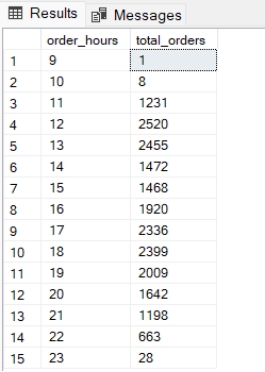 Results Messages
order_hours total_orders
1 9 1
2 10 8
3 11 1231
4 12 2520
5 13 2455
6 14 1472
7 15 1468
8 16 1920
9 17 2336
10 18 2399
11 19 2009
12 20 1642
13 21 1198
14 22 663
15 23 28